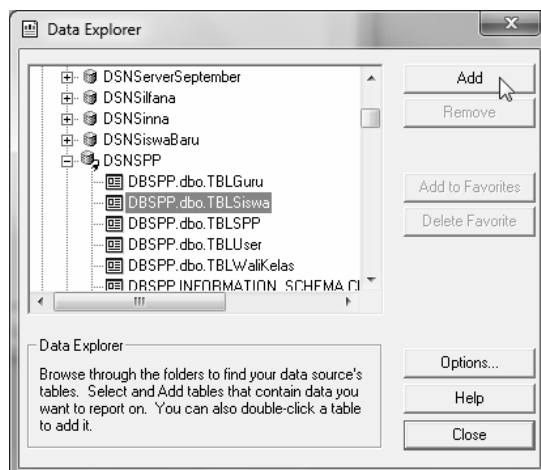 Data Explorer
DSNServerSeptember
DSNSilfana
DSNSinna
DSNSiswaBaru
DSNSPP
DBSPP.dbo.TBLGuru
DBSPP.dbo.TBLSiswa
DBSPP.dbo.TBLSPP
DBSPP.dbo.TBLUser
DBSPP.dbo.TBLWaliKelas
DBSPP.INFORMATION_SCHEMA.
Add
Remove
Add to Favorites
Delete Favorite
Data Explorer
Browse through the folders to find your data source's
tables. Select and Add tables that contain data you
want to report on. You can also double-click a table
to add it.
Options...
Help
Close